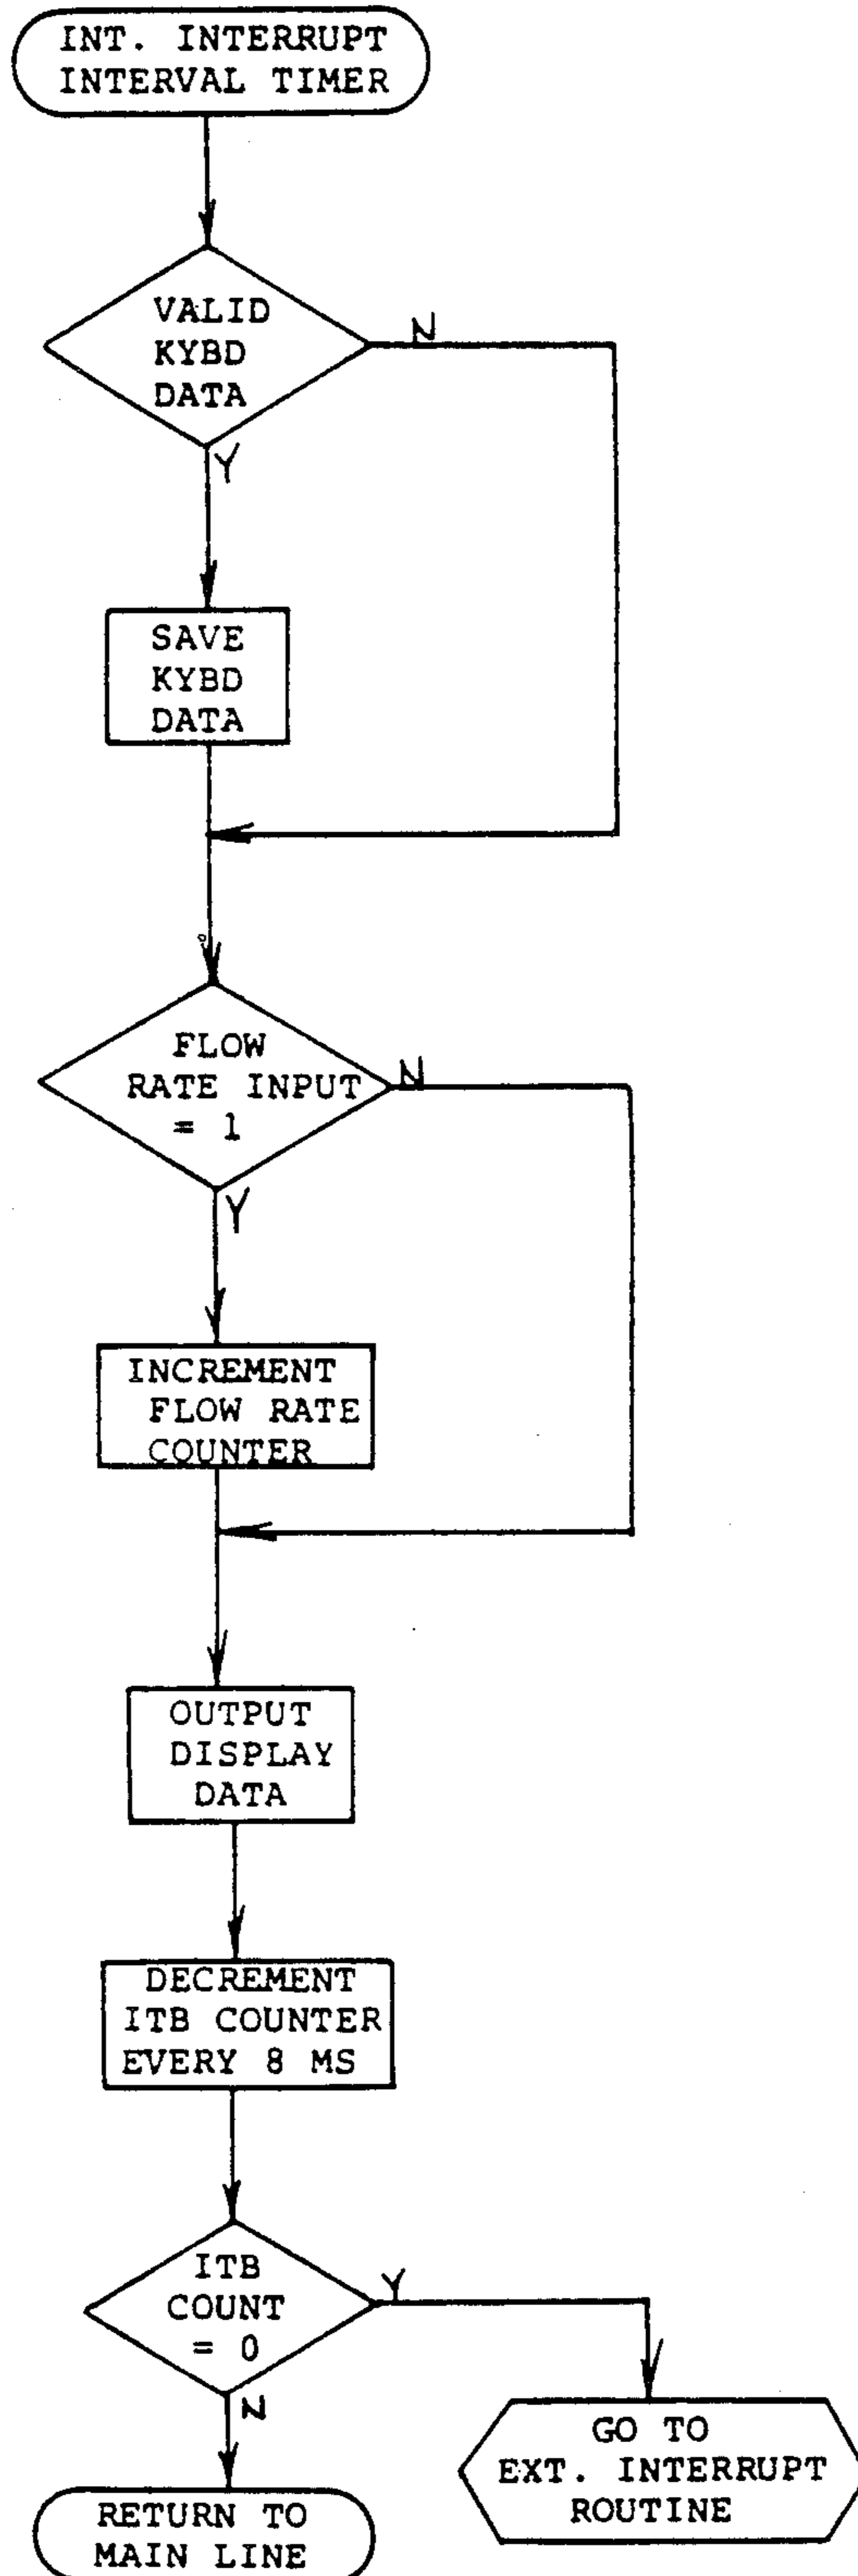 INT. INTERRUPT
INTERVAL TIMER
VALID
KYBD
DATA
N
Y
SAVE
KYBD
DATA
FLOW
RATE INPUT
= 1
N
Y
INCREMENT
FLOW RATE
COUNTER
OUTPUT
DISPLAY
DATA
DECREMENT
ITB COUNTER
EVERY 8 MS
ITB
COUNT
= 0
Y
N
GO TO
EXT. INTERRUPT
ROUTINE
RETURN TO
MAIN LINE